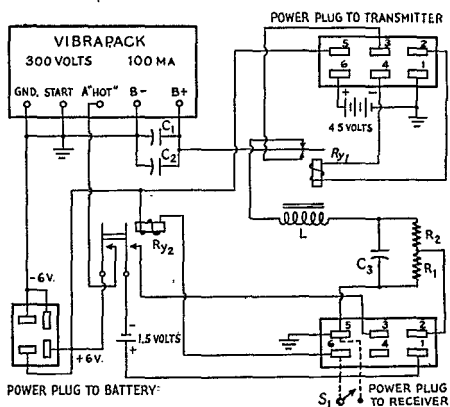 POWER PLUG TO TRANSMITTER
VIBRAPACK
300 VOLTS 100 MA
GND. START A"HOT" B- B+
C1
C2
5 3 2
6 4 1
+ -
45 VOLTS
Ry1
Ry2
L
C3
R2
R1
-6V.
+6V.
-
1.5 VOLTS
+
5 3 2
6 4 1
POWER PLUG TO BATTERY:
S1
POWER PLUG
TO RECEIVER